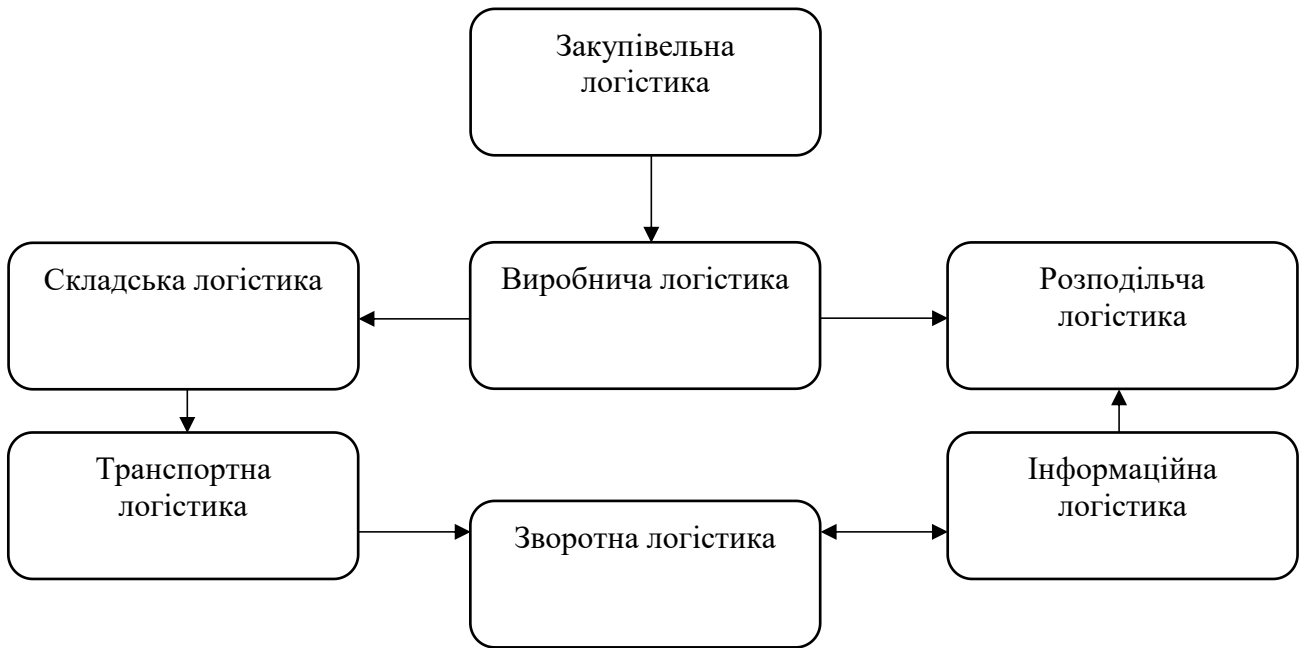 Закупівельна
логістика
Складська логістика
Виробнича логістика
Розподільча
логістика
Транспортна
логістика
Зворотна логістика
Інформаційна
логістика